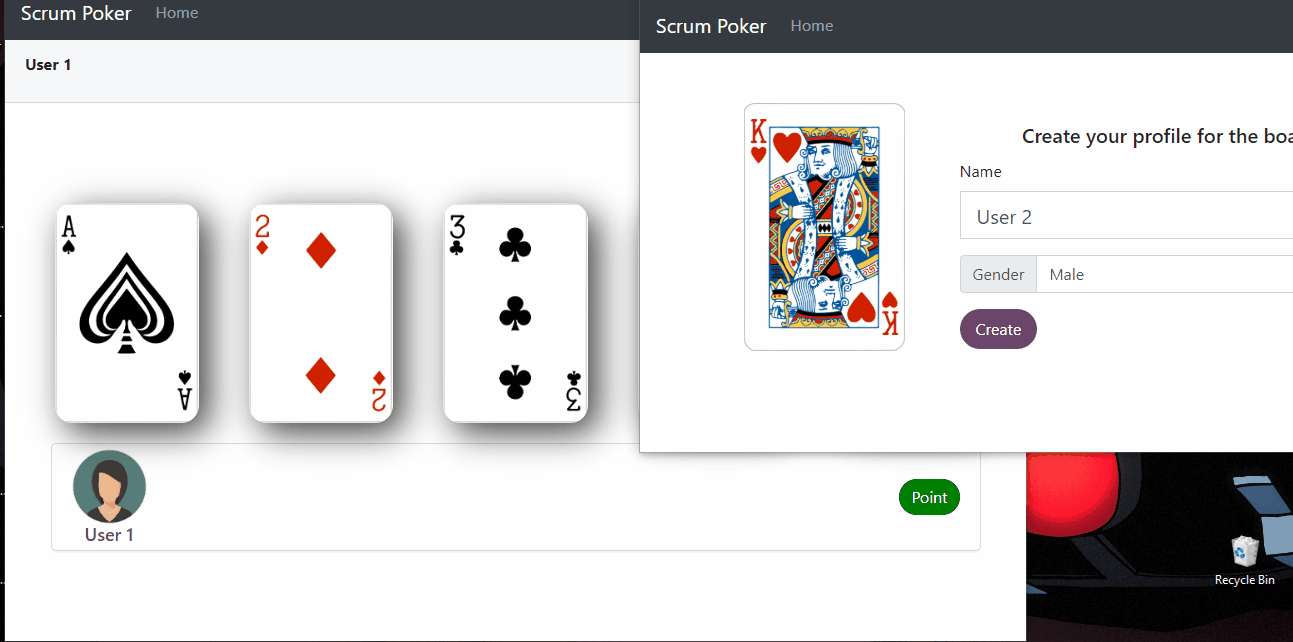 Scrum Poker Home
User 1
A
A
2
2
3
3
User 1
Point
Scrum Poker Home
K
K
Create your profile for the boa
Name
User 2
Gender Male
Create
Recycle Bin